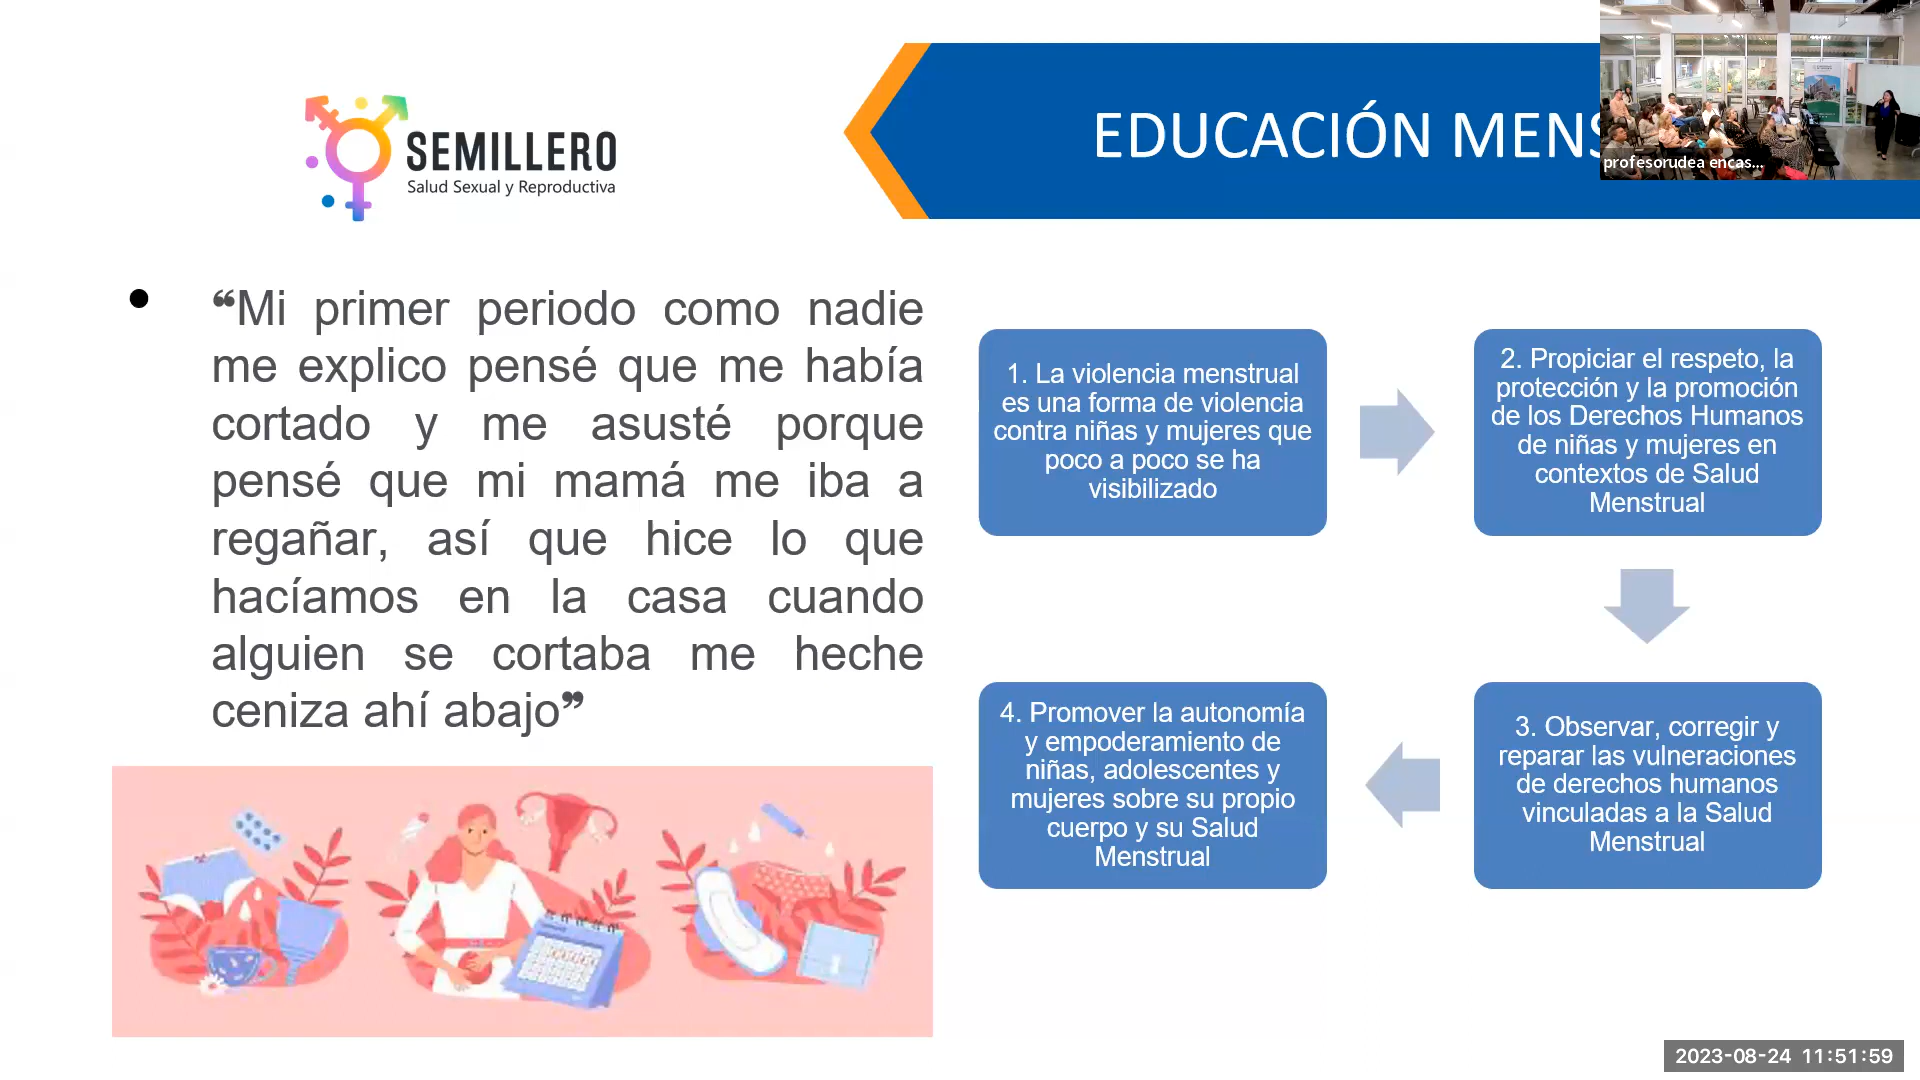 SEMILLERO
Salud Sexual y Reproductiva
EDUCACIÓN MENS
profesorudea encas...
•
“Mi primer periodo como nadie
me explico pensé que me había
cortado y me asusté porque
pensé que mi mamá me iba a
regañar, así que hice lo que
hacíamos en la casa cuando
alguien se cortaba me heche
ceniza ahí abajo”
1. La violencia menstrual
es una forma de violencia
contra niñas y mujeres que
poco a poco se ha
visibilizado
2. Propiciar el respeto, la
protección y la promoción
de los Derechos Humanos
de niñas y mujeres en
contextos de Salud
Menstrual
3. Observar, corregir y
reparar las vulneraciones
de derechos humanos
vinculadas a la Salud
Menstrual
4. Promover la autonomía
y empoderamiento de
niñas, adolescentes y
mujeres sobre su propio
cuerpo y su Salud
Menstrual
2023-08-24 11:51:59